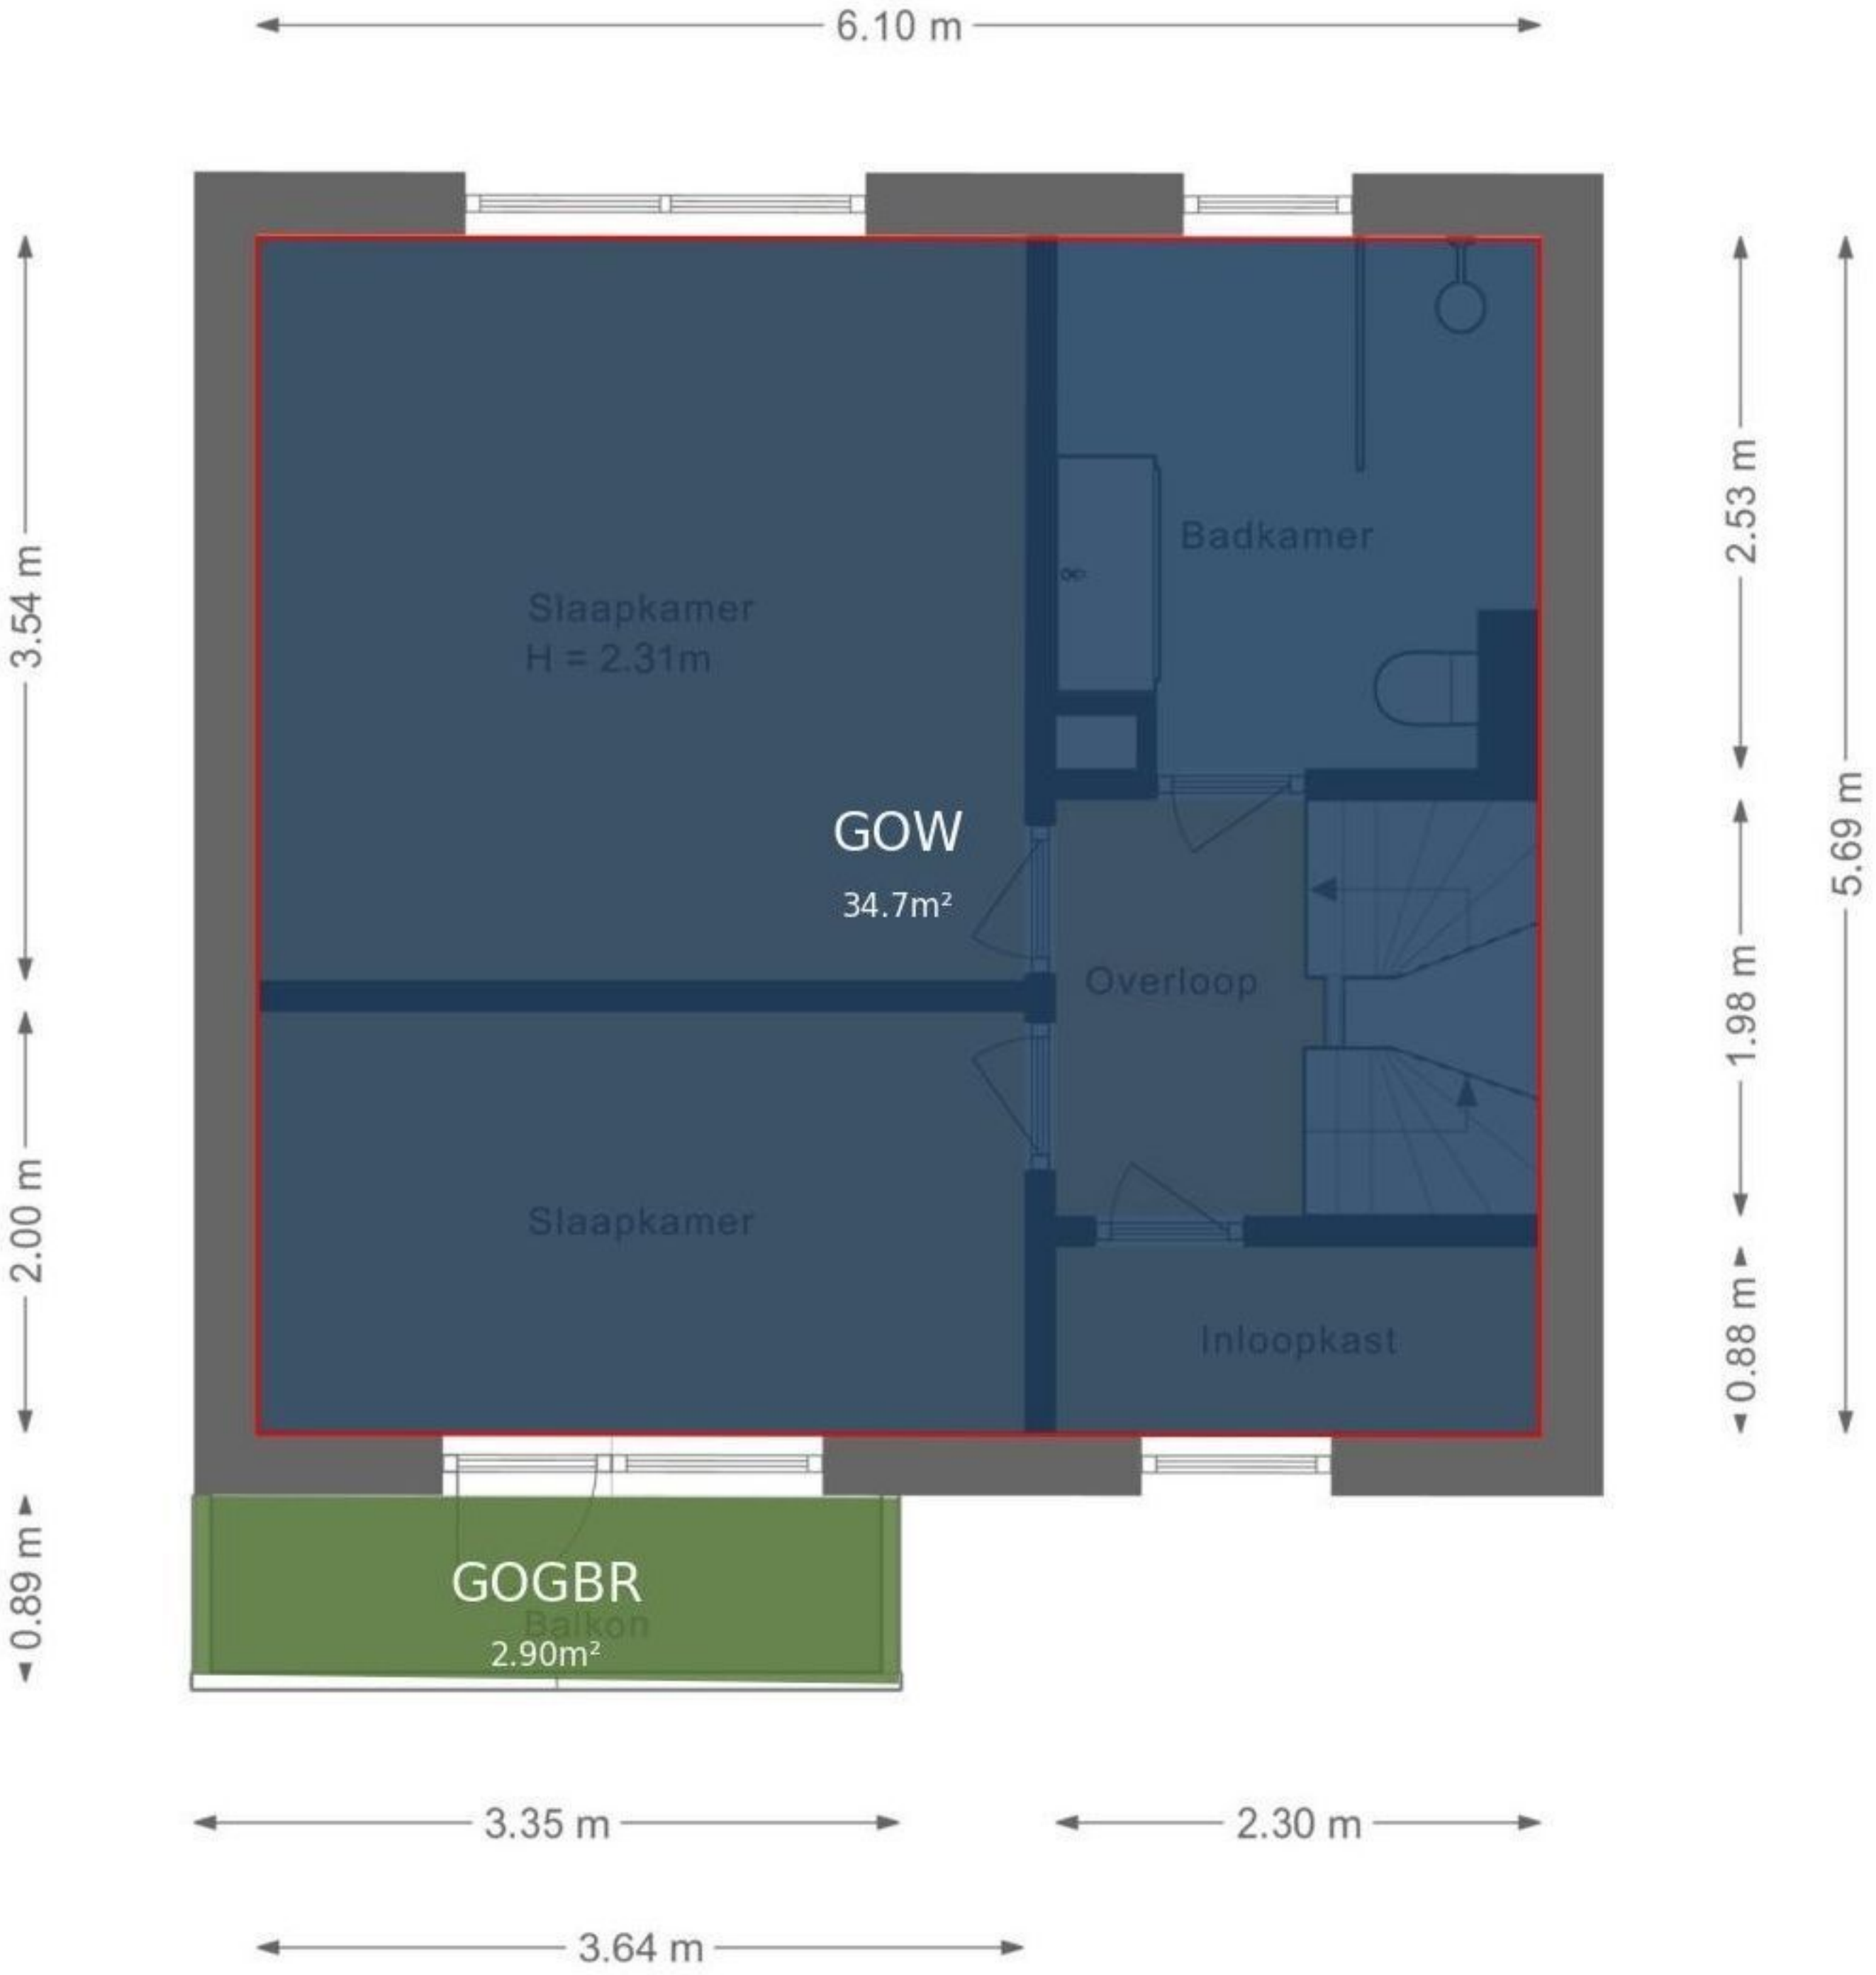 6.10 m
3.54 m
2.53 m
5.69 m
Badkamer
Slaapkamer
H = 2.31m
GOW
34.7m²
Overloop
1.98 m
2.00 m
Slaapkamer
Inloopkast
0.88 m
0.89 m
GOGBR
Balkon
2.90m²
3.35 m
2.30 m
3.64 m